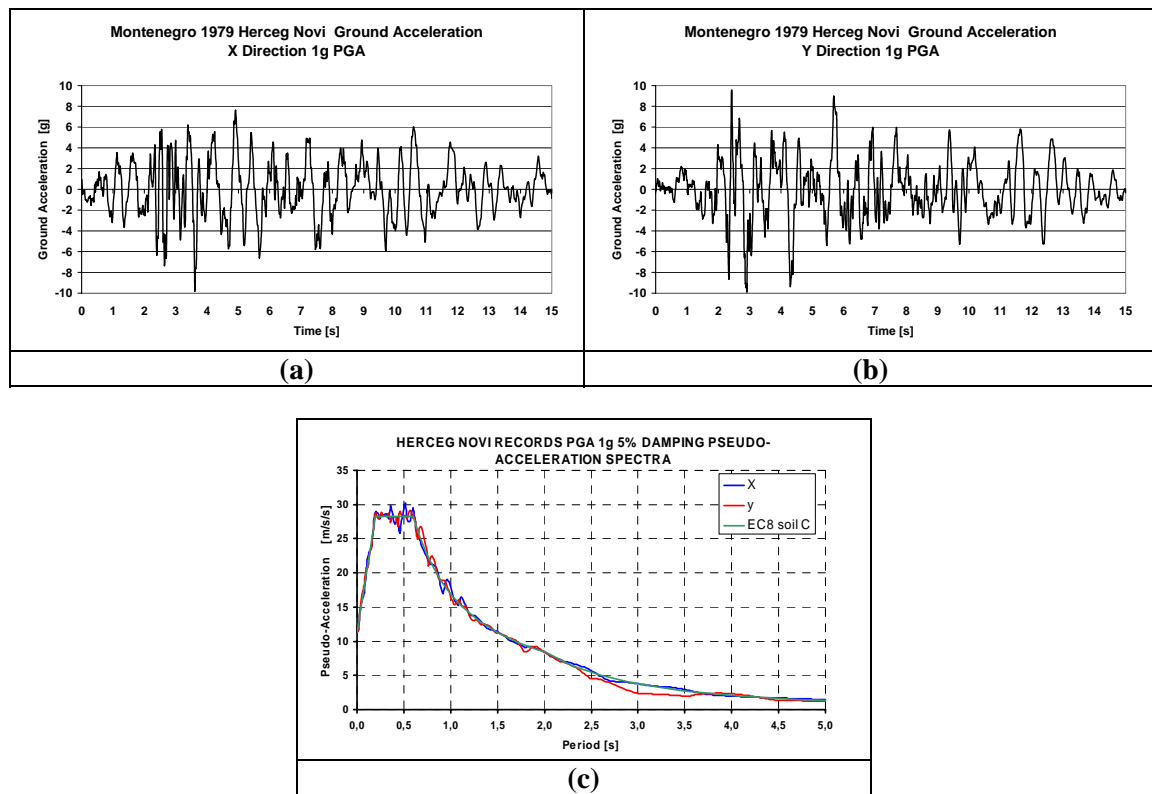 Montenegro 1979 Herceg Novi Ground Acceleration
X Direction 1g PGA
Ground Acceleration [g]
10
8
6
4
2
0
-2
-4
-6
-8
-10
0 1 2 3 4 5 6 7 8 9 10 11 12 13 14 15
Time [s]
(a)
Montenegro 1979 Herceg Novi Ground Acceleration
Y Direction 1g PGA
Ground Acceleration [g]
10
8
6
4
2
0
-2
-4
-6
-8
-10
0 1 2 3 4 5 6 7 8 9 10 11 12 13 14 15
Time [s]
(b)
HERCEG NOVI RECORDS PGA 1g 5% DAMPING PSEUDO-
ACCELERATION SPECTRA
Pseudo-Acceleration [m/s/s]
35
30
25
20
15
10
5
0
X
y
EC8 soil C
0,0 0,5 1,0 1,5 2,0 2,5 3,0 3,5 4,0 4,5 5,0
Period [s]
(c)